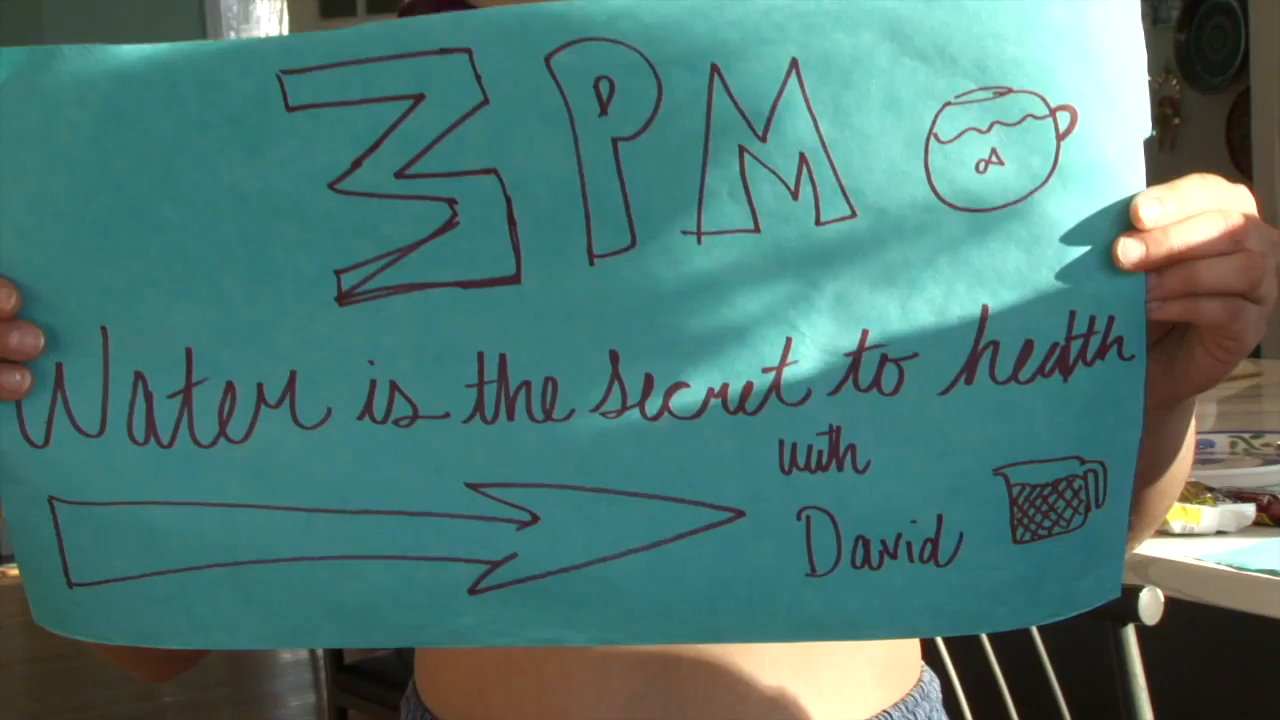 3PM
Water is the secret to health
with
David